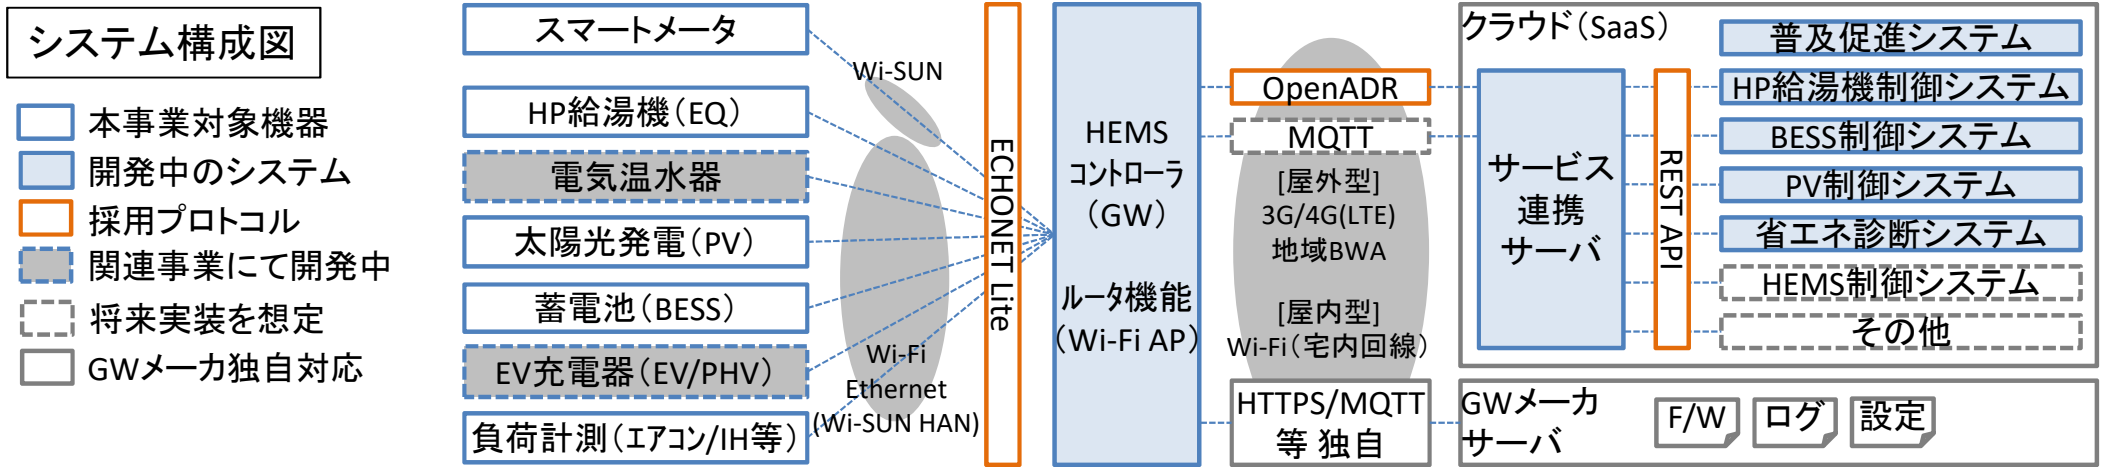 システム構成図
本事業対象機器
開発中のシステム
採用プロトコル
関連事業にて開発中
将来実装を想定
GWメーカ独自対応
スマートメータ
HP給湯機（EQ）
電気温水器
太陽光発電（PV）
蓄電池（BESS）
EV充電器（EV/PHV）
負荷計測（エアコン/IH等）
Wi-SUN
Wi-Fi
Ethernet
(Wi-SUN HAN)
ECHONET Lite
HEMS
コントローラ
（GW）
ルータ機能
(Wi-Fi AP)
OpenADR
MQTT
[屋外型]
3G/4G(LTE)
地域BWA
[屋内型]
Wi-Fi（宅内回線）
HTTPS/MQTT
等 独自
クラウド（SaaS）
サービス
連携
サーバ
REST API
普及促進システム
HP給湯機制御システム
BESS制御システム
PV制御システム
省エネ診断システム
HEMS制御システム
その他
GWメーカ
サーバ
F/W
ログ
設定